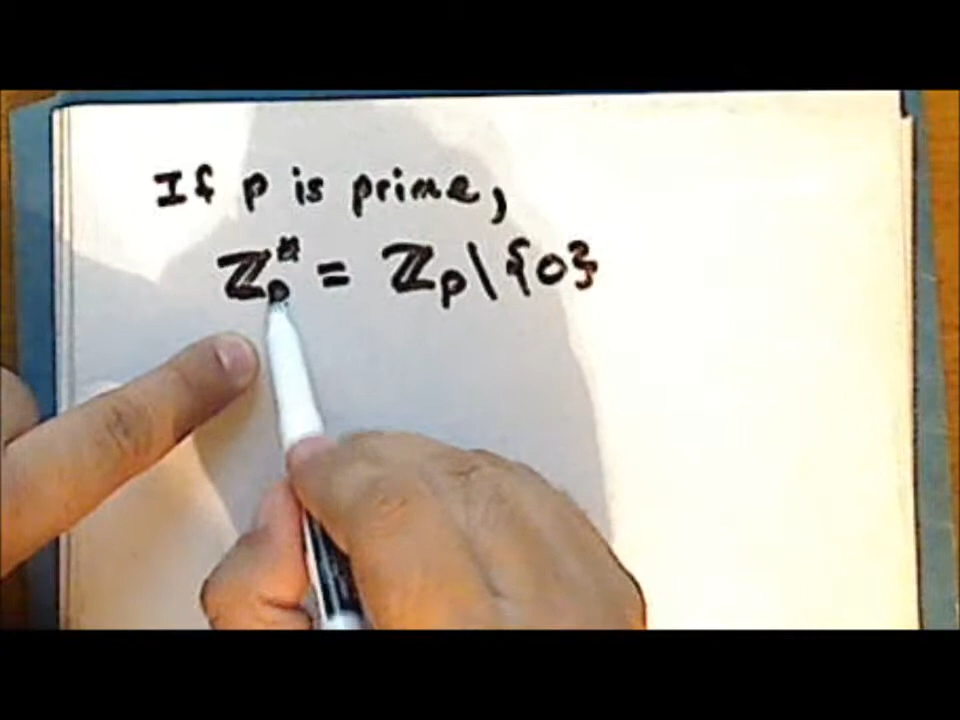 If p is prime,
ℤₚ* = ℤₚ\{0}